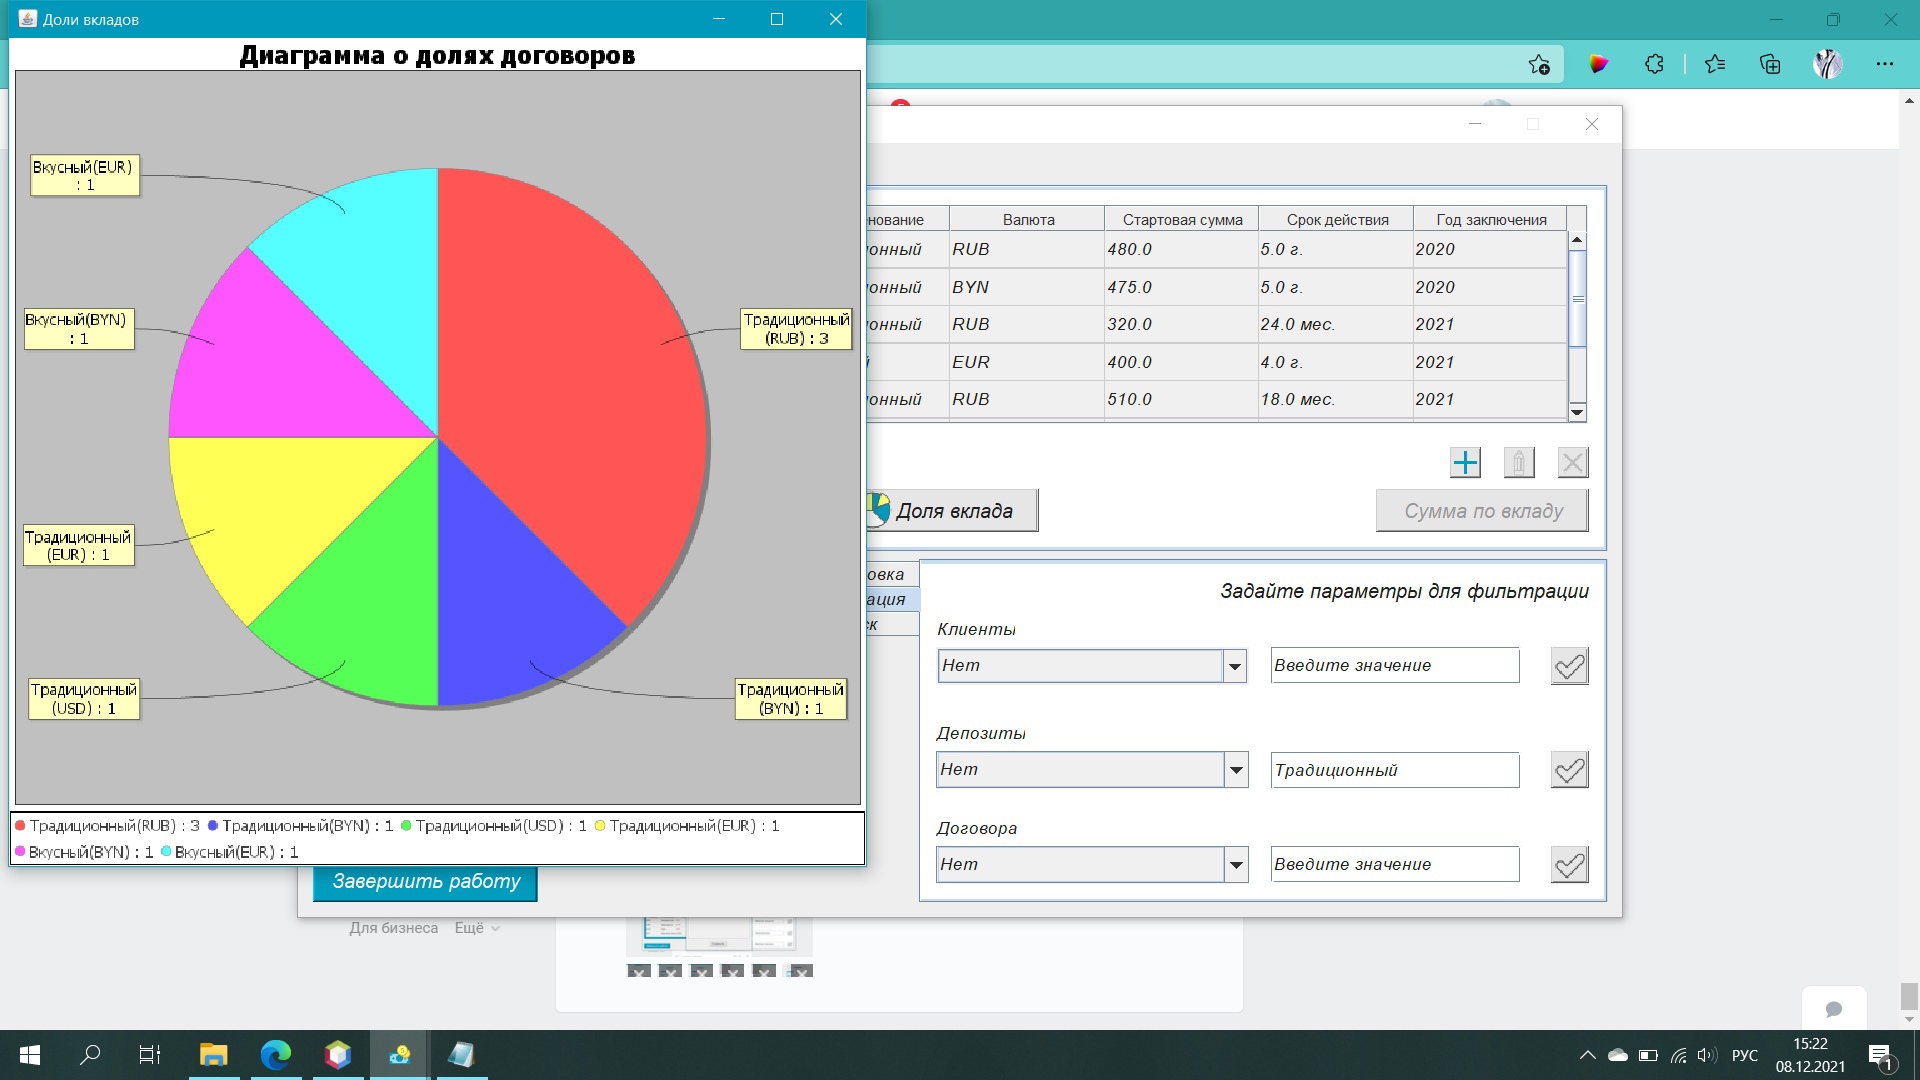 Доли вкладов
Диаграмма о долях договоров
Вкусный(EUR)
: 1
Вкусный(BYN)
: 1
Традиционный
(RUB) : 3
Традиционный
(EUR) : 1
Традиционный
(USD) : 1
Традиционный
(BYN) : 1
Традиционный(RUB) : 3 Традиционный(BYN) : 1 Традиционный(USD) : 1 Традиционный(EUR) : 1
Вкусный(BYN) : 1 Вкусный(EUR) : 1
нование Валюта Стартовая сумма Срок действия Год заключения
онный RUB 480.0 5.0 г. 2020
онный BYN 475.0 5.0 г. 2020
онный RUB 320.0 24.0 мес. 2021
й EUR 400.0 4.0 г. 2021
онный RUB 510.0 18.0 мес. 2021
Доля вклада
Сумма по вкладу
овка
ация
ск
Задайте параметры для фильтрации
Клиенты
Нет Введите значение
Депозиты
Нет Традиционный
Договора
Нет Введите значение
Завершить работу
Для бизнеса Ещё
РУС
15:22
08.12.2021
1